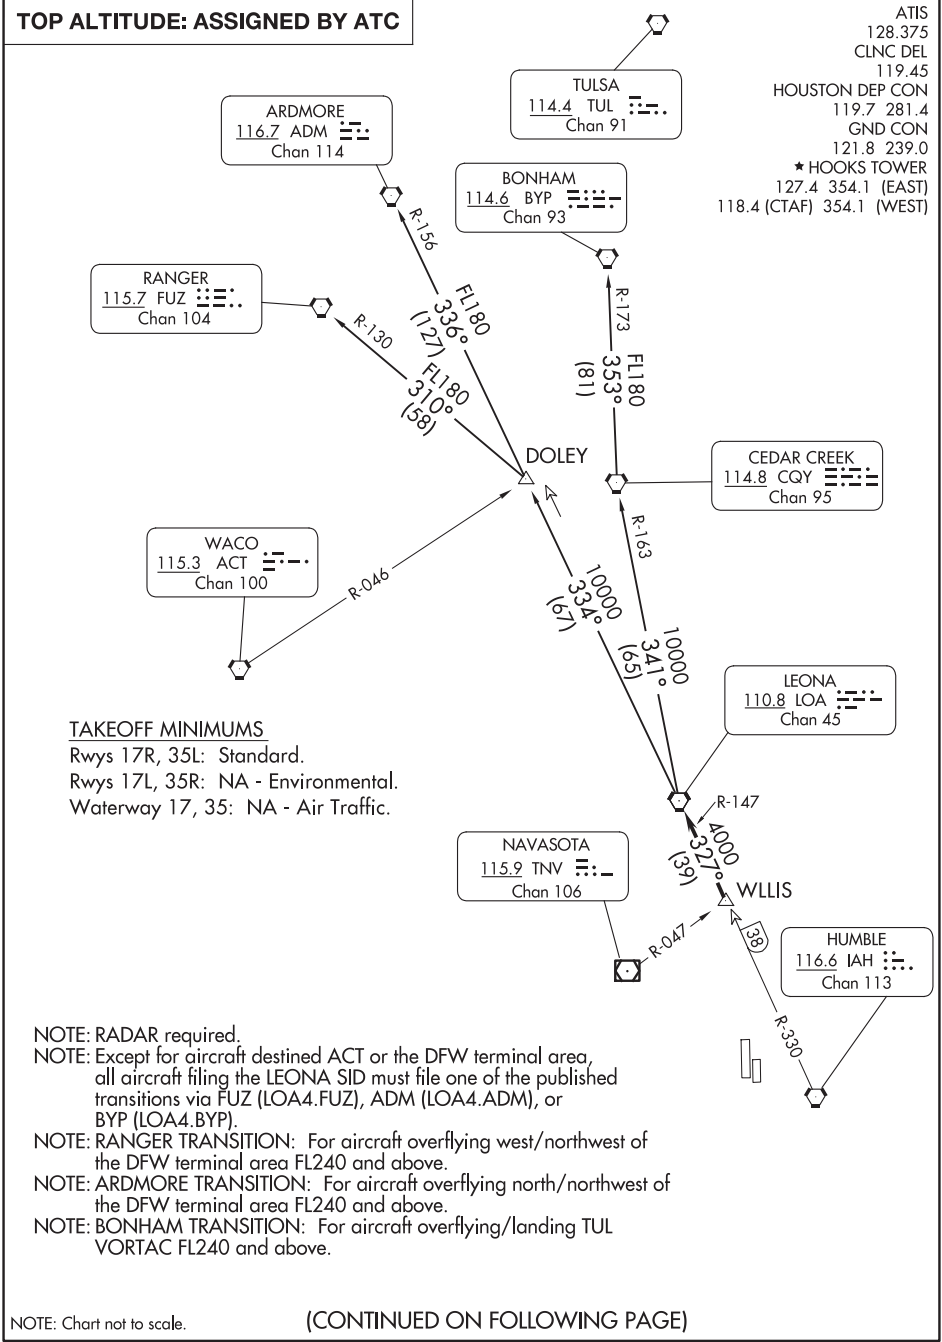 TOP ALTITUDE: ASSIGNED BY ATC
ATIS
128.375
CLNC DEL
119.45
HOUSTON DEP CON
119.7 281.4
GND CON
121.8 239.0
★ HOOKS TOWER
127.4 354.1 (EAST)
118.4 (CTAF) 354.1 (WEST)
TULSA
114.4 TUL
Chan 91
ARDMORE
116.7 ADM
Chan 114
BONHAM
114.6 BYP
Chan 93
RANGER
115.7 FUZ
Chan 104
R-156
FL180
336°
(127)
R-130
FL180
310°
(58)
R-173
FL180
353°
(81)
DOLEY
CEDAR CREEK
114.8 CQY
Chan 95
WACO
115.3 ACT
Chan 100
R-046
R-163
10000
334°
(67)
10000
341°
(65)
LEONA
110.8 LOA
Chan 45
TAKEOFF MINIMUMS
Rwys 17R, 35L: Standard.
Rwys 17L, 35R: NA - Environmental.
Waterway 17, 35: NA - Air Traffic.
R-147
4000
327°
(39)
NAVASOTA
115.9 TNV
Chan 106
WLLIS
R-047
38
HUMBLE
116.6 IAH
Chan 113
R-330
NOTE: RADAR required.
NOTE: Except for aircraft destined ACT or the DFW terminal area,
all aircraft filing the LEONA SID must file one of the published
transitions via FUZ (LOA4.FUZ), ADM (LOA4.ADM), or
BYP (LOA4.BYP).
NOTE: RANGER TRANSITION: For aircraft overflying west/northwest of
the DFW terminal area FL240 and above.
NOTE: ARDMORE TRANSITION: For aircraft overflying north/northwest of
the DFW terminal area FL240 and above.
NOTE: BONHAM TRANSITION: For aircraft overflying/landing TUL
VORTAC FL240 and above.
NOTE: Chart not to scale.
(CONTINUED ON FOLLOWING PAGE)